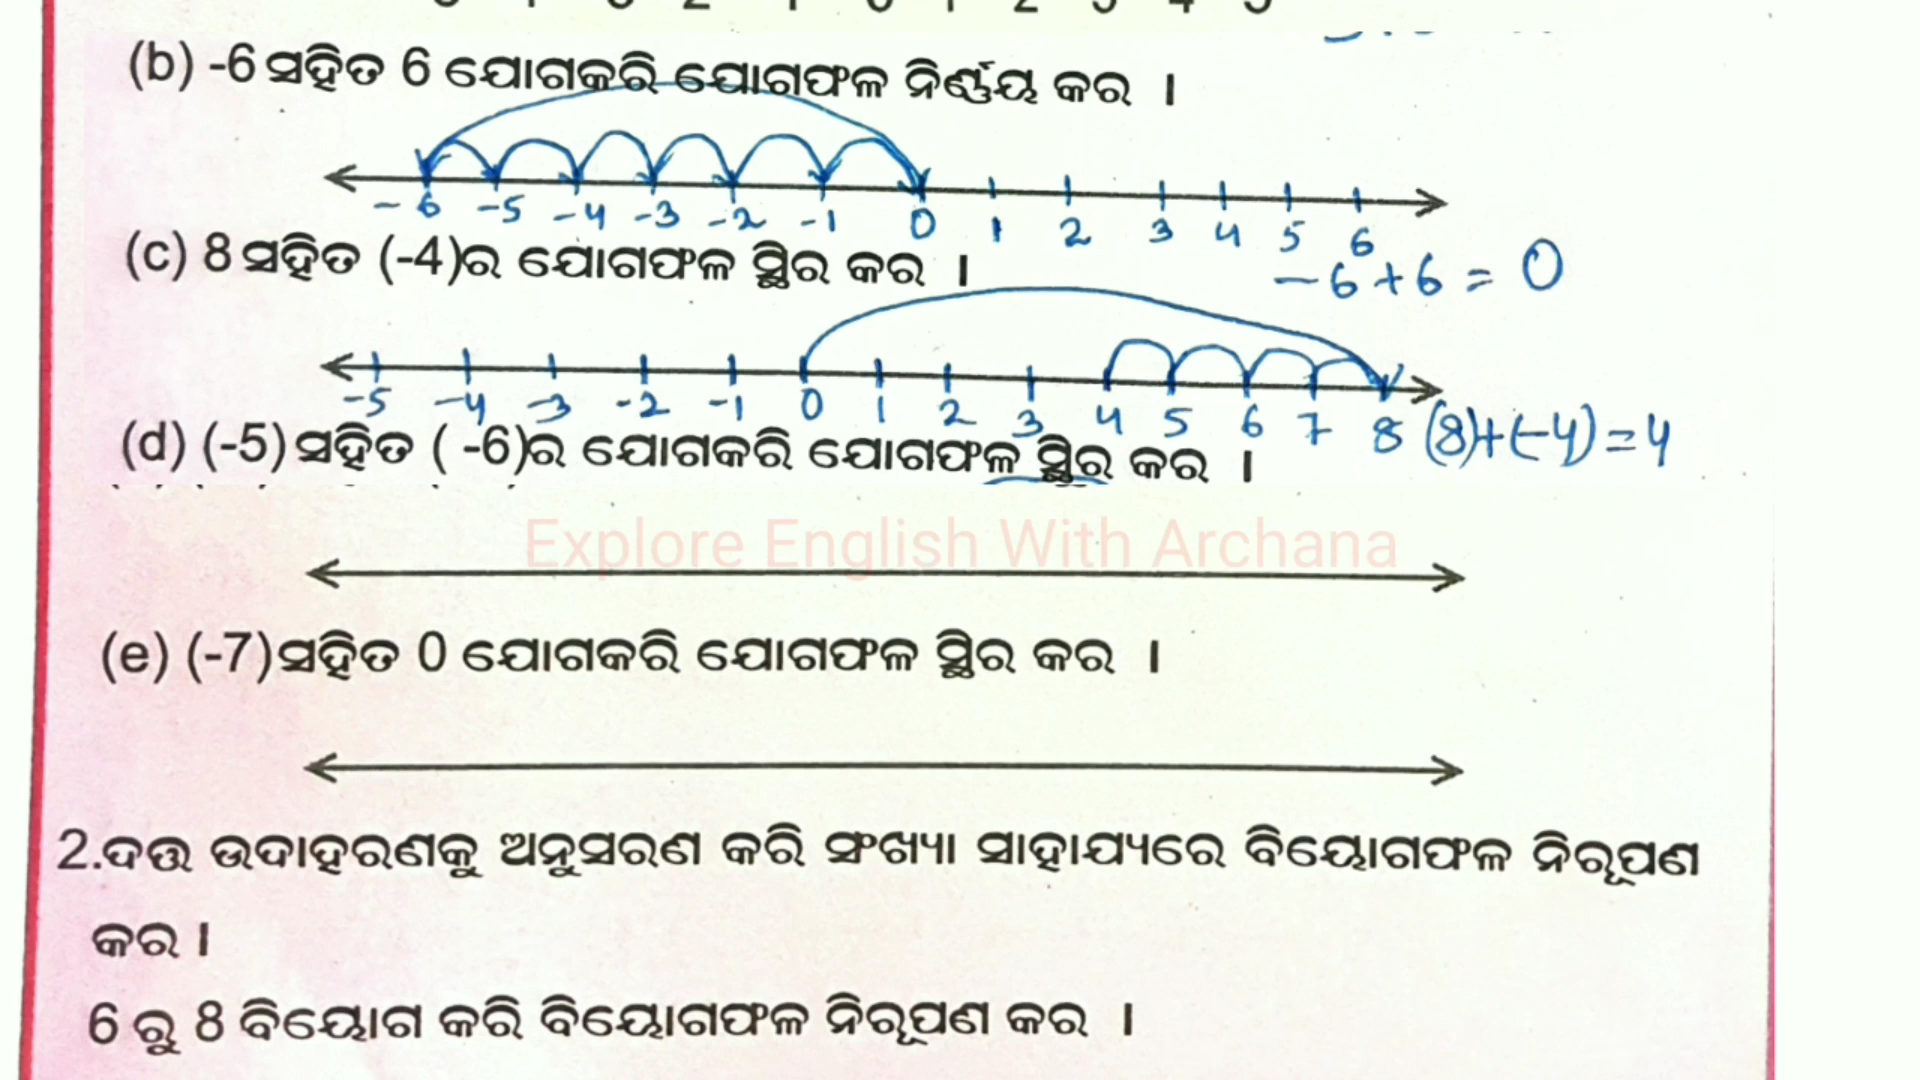 (b) -6 ସହିତ 6 ଯୋଗକରି ଯୋଗଫଳ ନିର୍ଣ୍ଣୟ କର ।
-6 -5 -4 -3 -2 -1 0 1 2 3 4 5 6
-6+6 = 0
(c) 8 ସହିତ (-4)ର ଯୋଗଫଳ ସ୍ଥିର କର ।
-5 -4 -3 -2 -1 0 1 2 3 4 5 6 7 8 (8)+(-4)=4
(d) (-5) ସହିତ ( -6)ର ଯୋଗକରି ଯୋଗଫଳ ସ୍ଥିର କର ।
Explore English With Archana
(e) (-7) ସହିତ 0 ଯୋଗକରି ଯୋଗଫଳ ସ୍ଥିର କର ।
2.ଦତ୍ତ ଉଦାହରଣକୁ ଅନୁସରଣ କରି ସଂଖ୍ୟା ସାହାଯ୍ୟରେ ବିୟୋଗଫଳ ନିରୂପଣ
କର ।
6 ରୁ 8 ବିୟୋଗ କରି ବିୟୋଗଫଳ ନିରୂପଣ କର ।